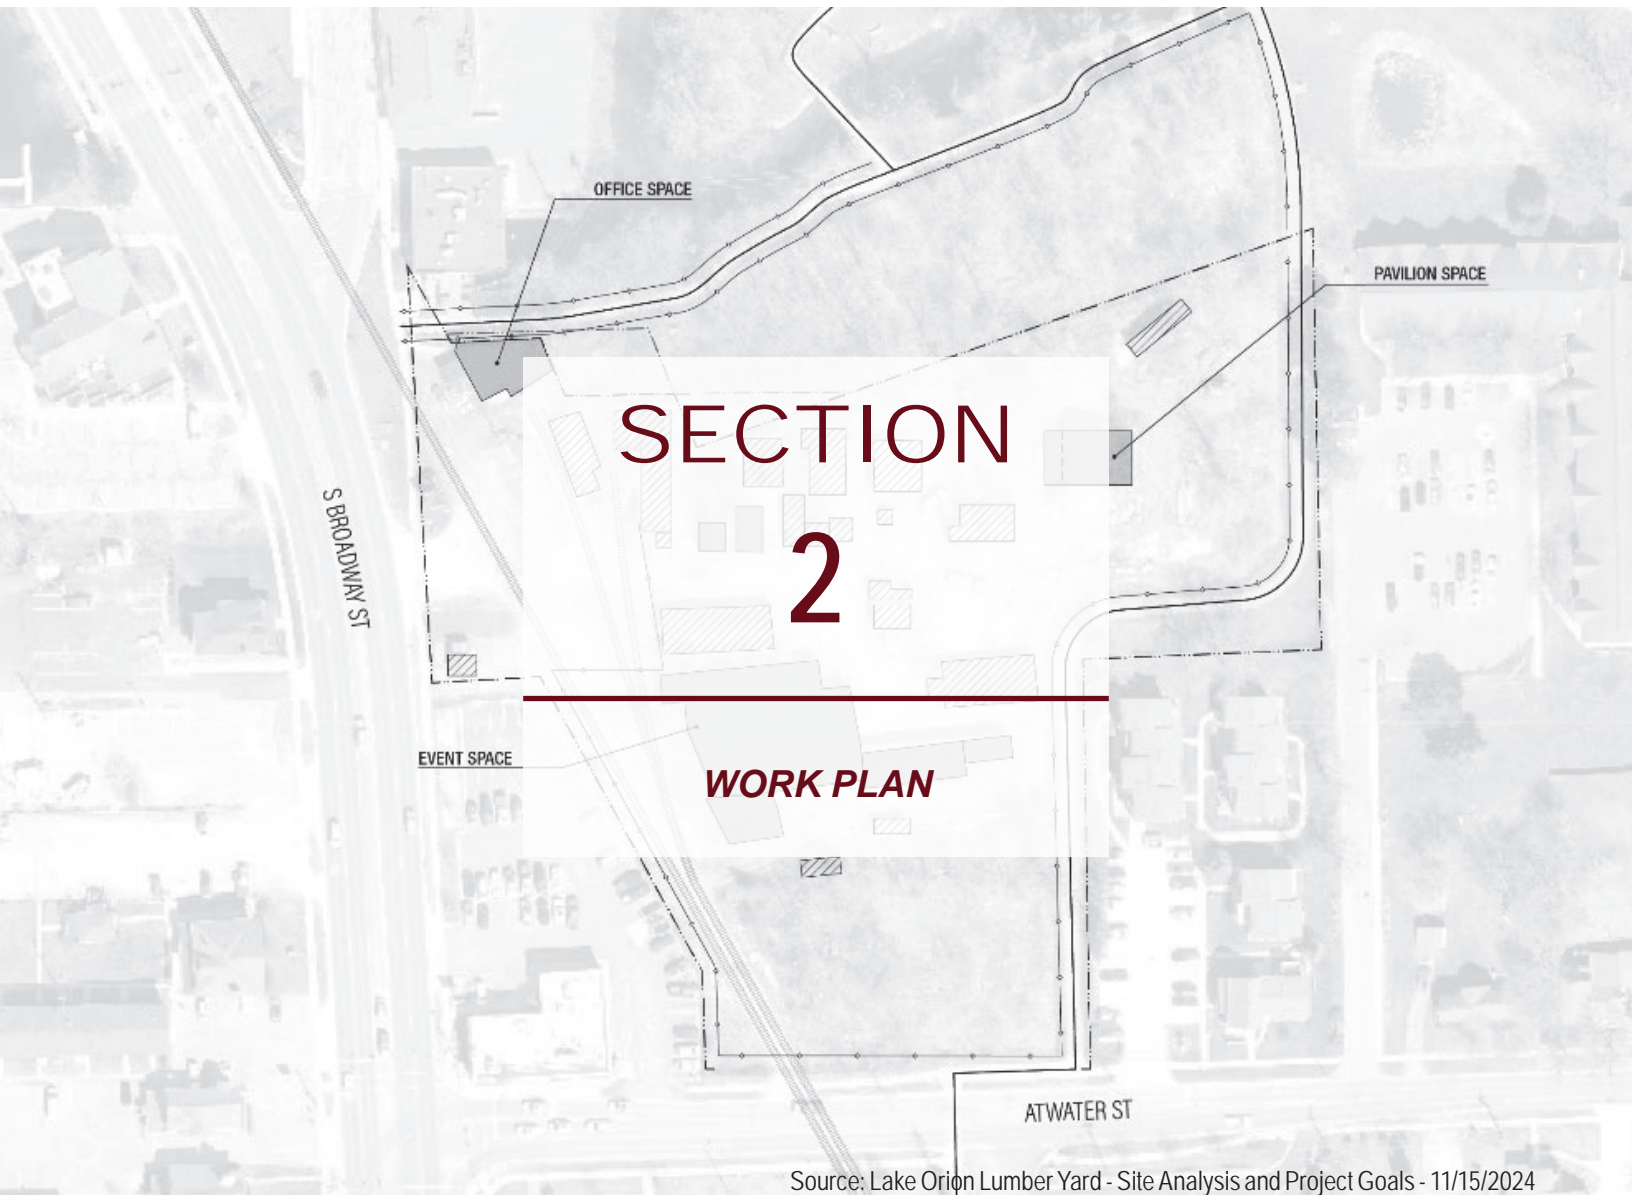 OFFICE SPACE
PAVILION SPACE
SECTION
2
S BROADWAY ST
EVENT SPACE
WORK PLAN
ATWATER ST
Source: Lake Orion Lumber Yard - Site Analysis and Project Goals - 11/15/2024